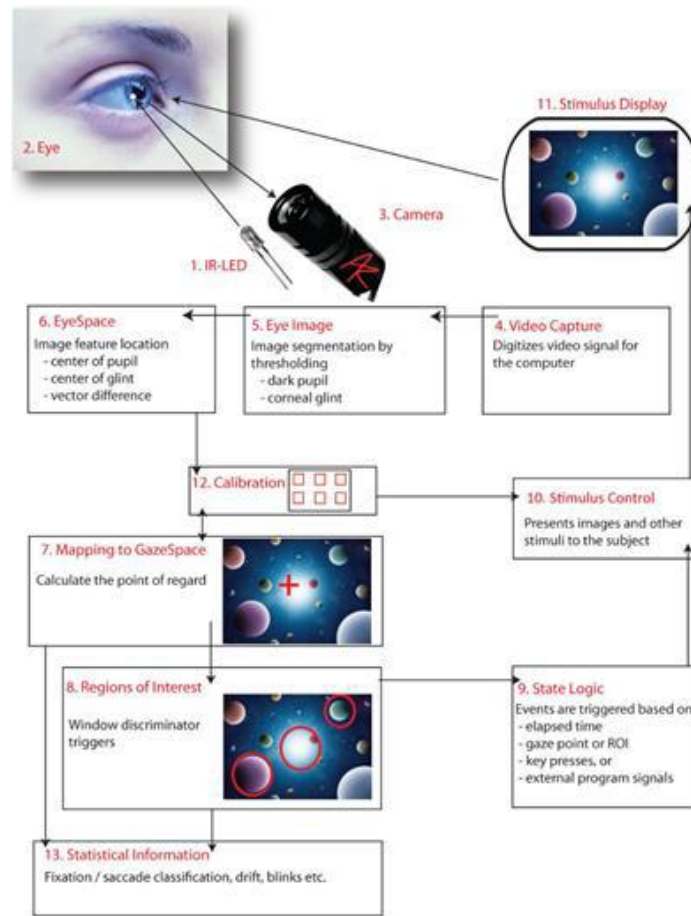 11. Stimulus Display
2. Eye
3. Camera
1. IR-LED
6. EyeSpace
Image feature location
- center of pupil
- center of glint
- vector difference
5. Eye Image
Image segmentation by
thresholding
- dark pupil
- corneal glint
4. Video Capture
Digitizes video signal for
the computer
12. Calibration
10. Stimulus Control
Presents images and other
stimuli to the subject
7. Mapping to GazeSpace
Calculate the point of regard
8. Regions of Interest
Window discriminator
triggers
9. State Logic
Events are triggered based on
- elapsed time
- gaze point or ROI
- key presses, or
- external program signals
13. Statistical Information
Fixation / saccade classification, drift, blinks etc.